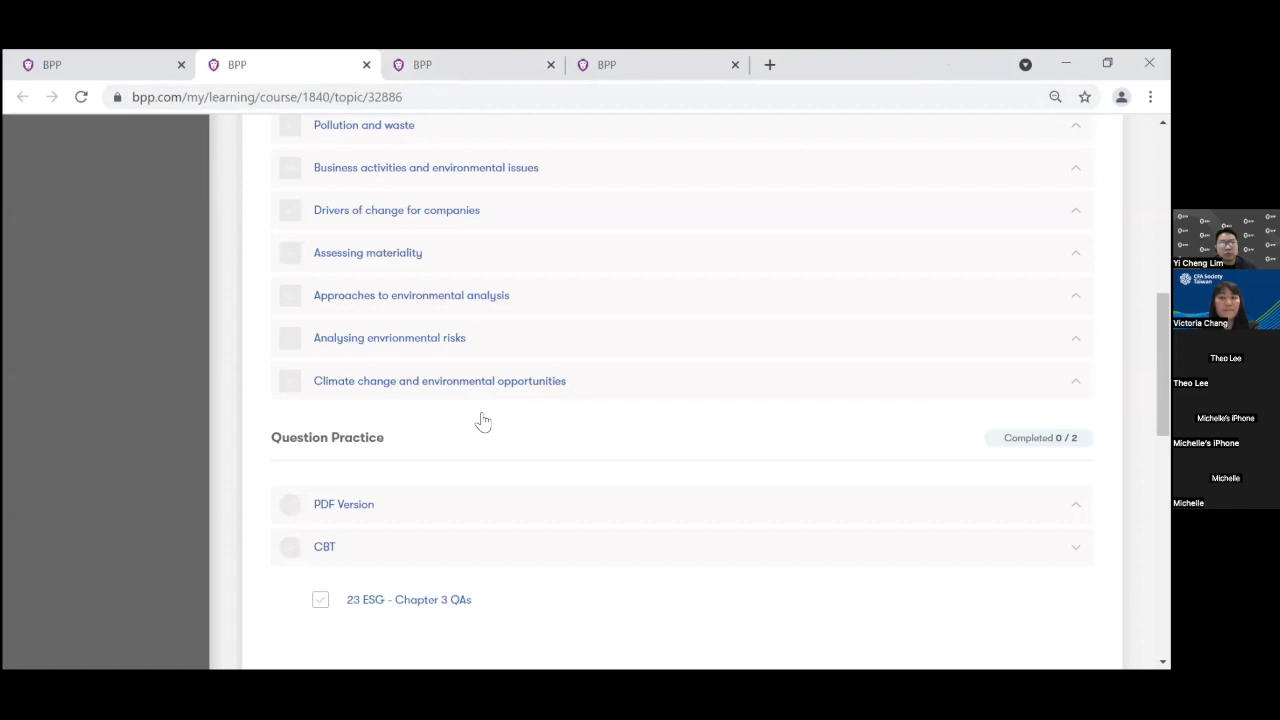 BPP
BPP
BPP
BPP
bpp.com/my/learning/course/1840/topic/32886
Pollution and waste
Business activities and environmental issues
Drivers of change for companies
Assessing materiality
Approaches to environmental analysis
Analysing envrionmental risks
Climate change and environmental opportunities
Question Practice
Completed 0 / 2
PDF Version
CBT
23 ESG - Chapter 3 QAs
Yi Cheng Lim
CFA Society
Taiwan
Victoria Chang
Theo Lee
Theo Lee
Michelle's iPhone
Michelle's iPhone
Michelle
Michelle